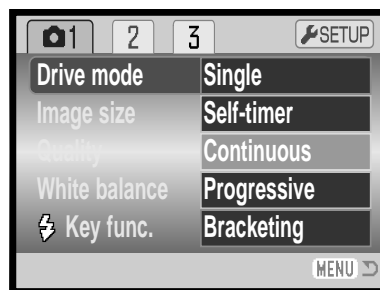 1 2 3 SETUP
Drive mode Single
Image size Self-timer
Quality Continuous
White balance Progressive
Key func. Bracketing
MENU